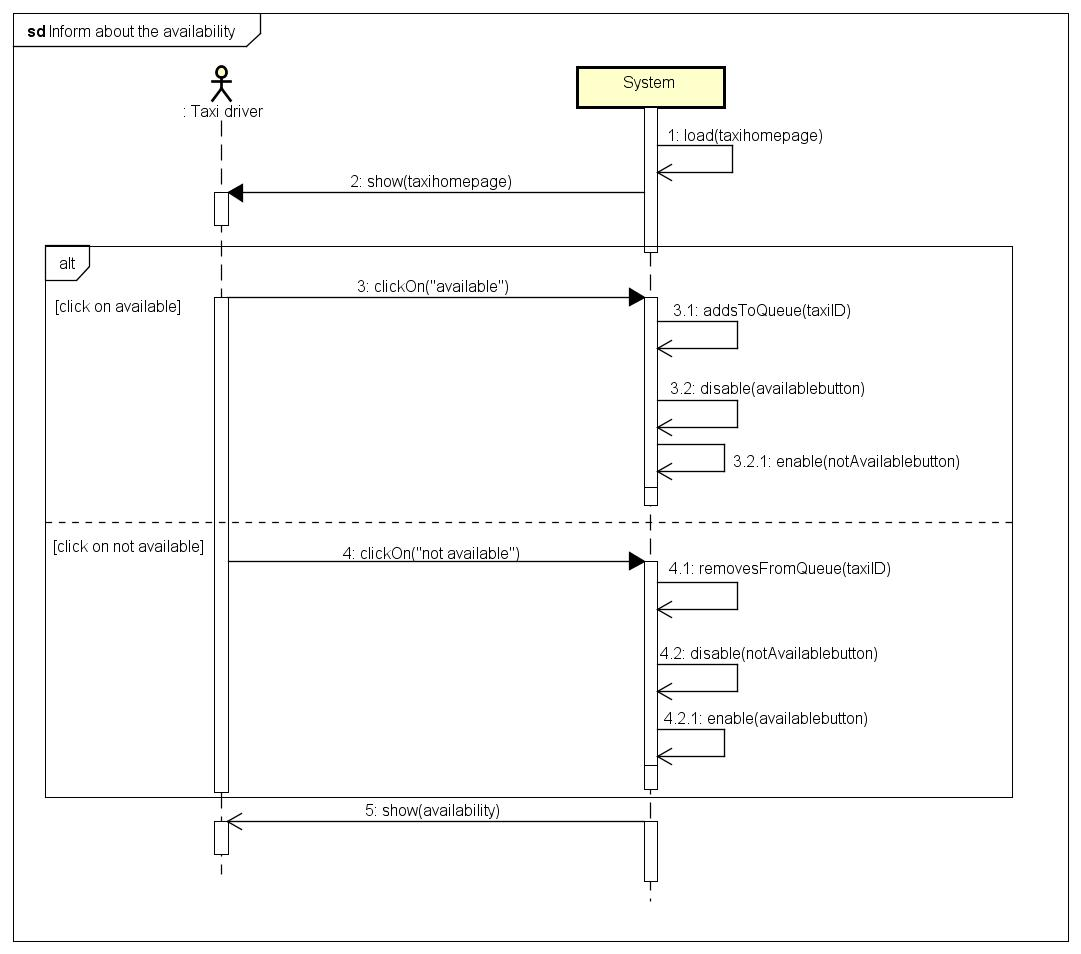 sd Inform about the availability
: Taxi driver
System
1: load(taxihomepage)
2: show(taxihomepage)
alt
[click on available]
3: clickOn("available")
3.1: addsToQueue(taxiID)
3.2: disable(availablebutton)
3.2.1: enable(notAvailablebutton)
[click on not available]
4: clickOn("not available")
4.1: removesFromQueue(taxiID)
4.2: disable(notAvailablebutton)
4.2.1: enable(availablebutton)
5: show(availability)